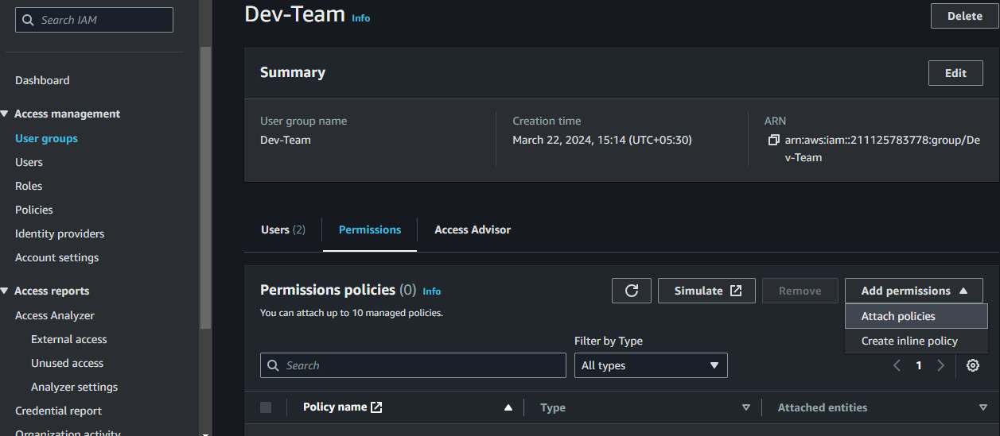 Search IAM
Dashboard
Access management
User groups
Users
Roles
Policies
Identity providers
Account settings
Access reports
Access Analyzer
External access
Unused access
Analyzer settings
Credential report
Organization activity
Dev-Team Info
Delete
Summary
Edit
User group name
Dev-Team
Creation time
March 22, 2024, 15:14 (UTC+05:30)
ARN
arn:aws:iam::211125783778:group/De
v-Team
Users (2) Permissions Access Advisor
Permissions policies (0) Info
You can attach up to 10 managed policies.
Simulate
Remove
Add permissions
Attach policies
Create inline policy
Filter by Type
Search
All types
1
Policy name Type Attached entities